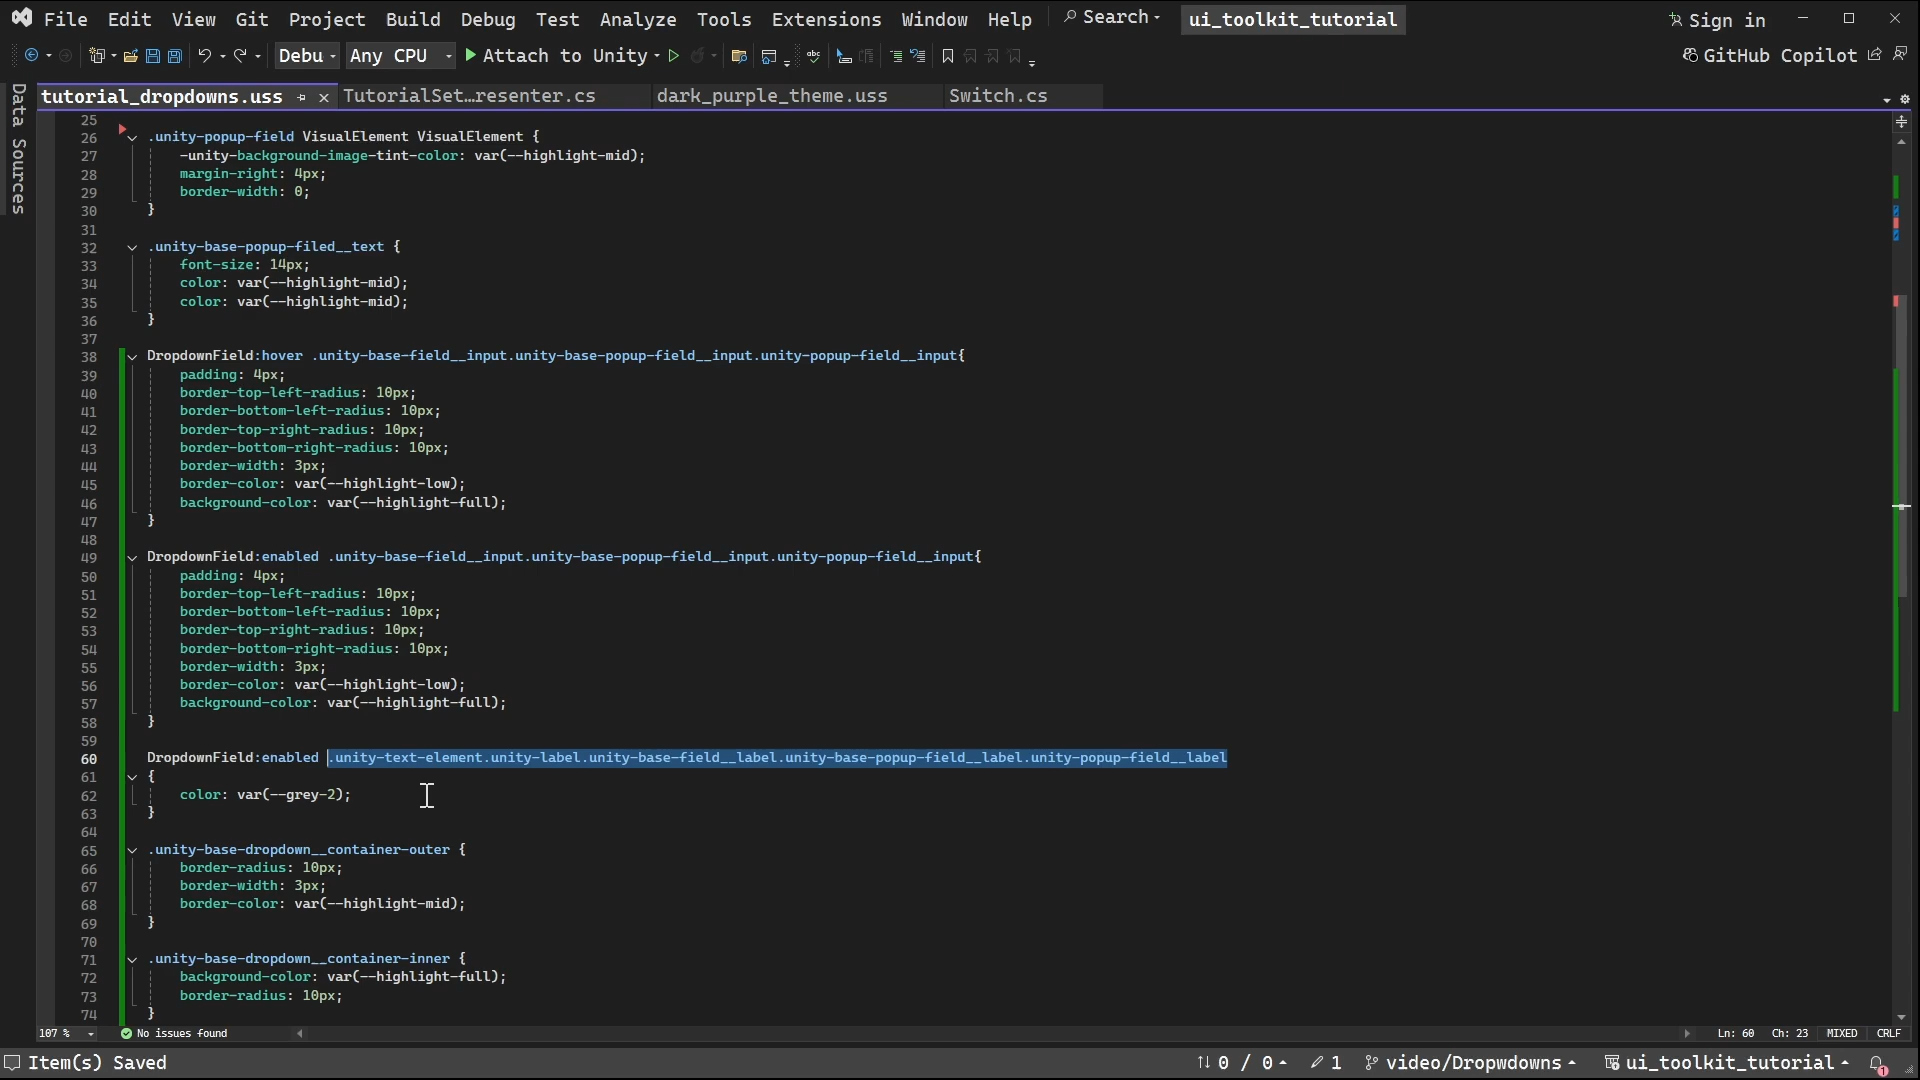 File Edit View Git Project Build Debug Test Analyze Tools Extensions Window Help Search ui_toolkit_tutorial Sign in
Debug Any CPU Attach to Unity GitHub Copilot
Data Sources
tutorial_dropdowns.uss TutorialSet…resenter.cs dark_purple_theme.uss Switch.cs
25
26 .unity-popup-field VisualElement VisualElement {
27 -unity-background-image-tint-color: var(--highlight-mid);
28 margin-right: 4px;
29 border-width: 0;
30 }
31
32 .unity-base-popup-filed__text {
33 font-size: 14px;
34 color: var(--highlight-mid);
35 color: var(--highlight-mid);
36 }
37
38 DropdownField:hover .unity-base-field__input.unity-base-popup-field__input.unity-popup-field__input{
39 padding: 4px;
40 border-top-left-radius: 10px;
41 border-bottom-left-radius: 10px;
42 border-top-right-radius: 10px;
43 border-bottom-right-radius: 10px;
44 border-width: 3px;
45 border-color: var(--highlight-low);
46 background-color: var(--highlight-full);
47 }
48
49 DropdownField:enabled .unity-base-field__input.unity-base-popup-field__input.unity-popup-field__input{
50 padding: 4px;
51 border-top-left-radius: 10px;
52 border-bottom-left-radius: 10px;
53 border-top-right-radius: 10px;
54 border-bottom-right-radius: 10px;
55 border-width: 3px;
56 border-color: var(--highlight-low);
57 background-color: var(--highlight-full);
58 }
59
60 DropdownField:enabled .unity-text-element.unity-label.unity-base-field__label.unity-base-popup-field__label.unity-popup-field__label
61 {
62 color: var(--grey-2);
63 }
64
65 .unity-base-dropdown__container-outer {
66 border-radius: 10px;
67 border-width: 3px;
68 border-color: var(--highlight-mid);
69 }
70
71 .unity-base-dropdown__container-inner {
72 background-color: var(--highlight-full);
73 border-radius: 10px;
74 }
107 % No issues found Ln: 60 Ch: 23 MIXED CRLF
Item(s) Saved 0 / 0 1 video/Dropwdowns ui_toolkit_tutorial 1